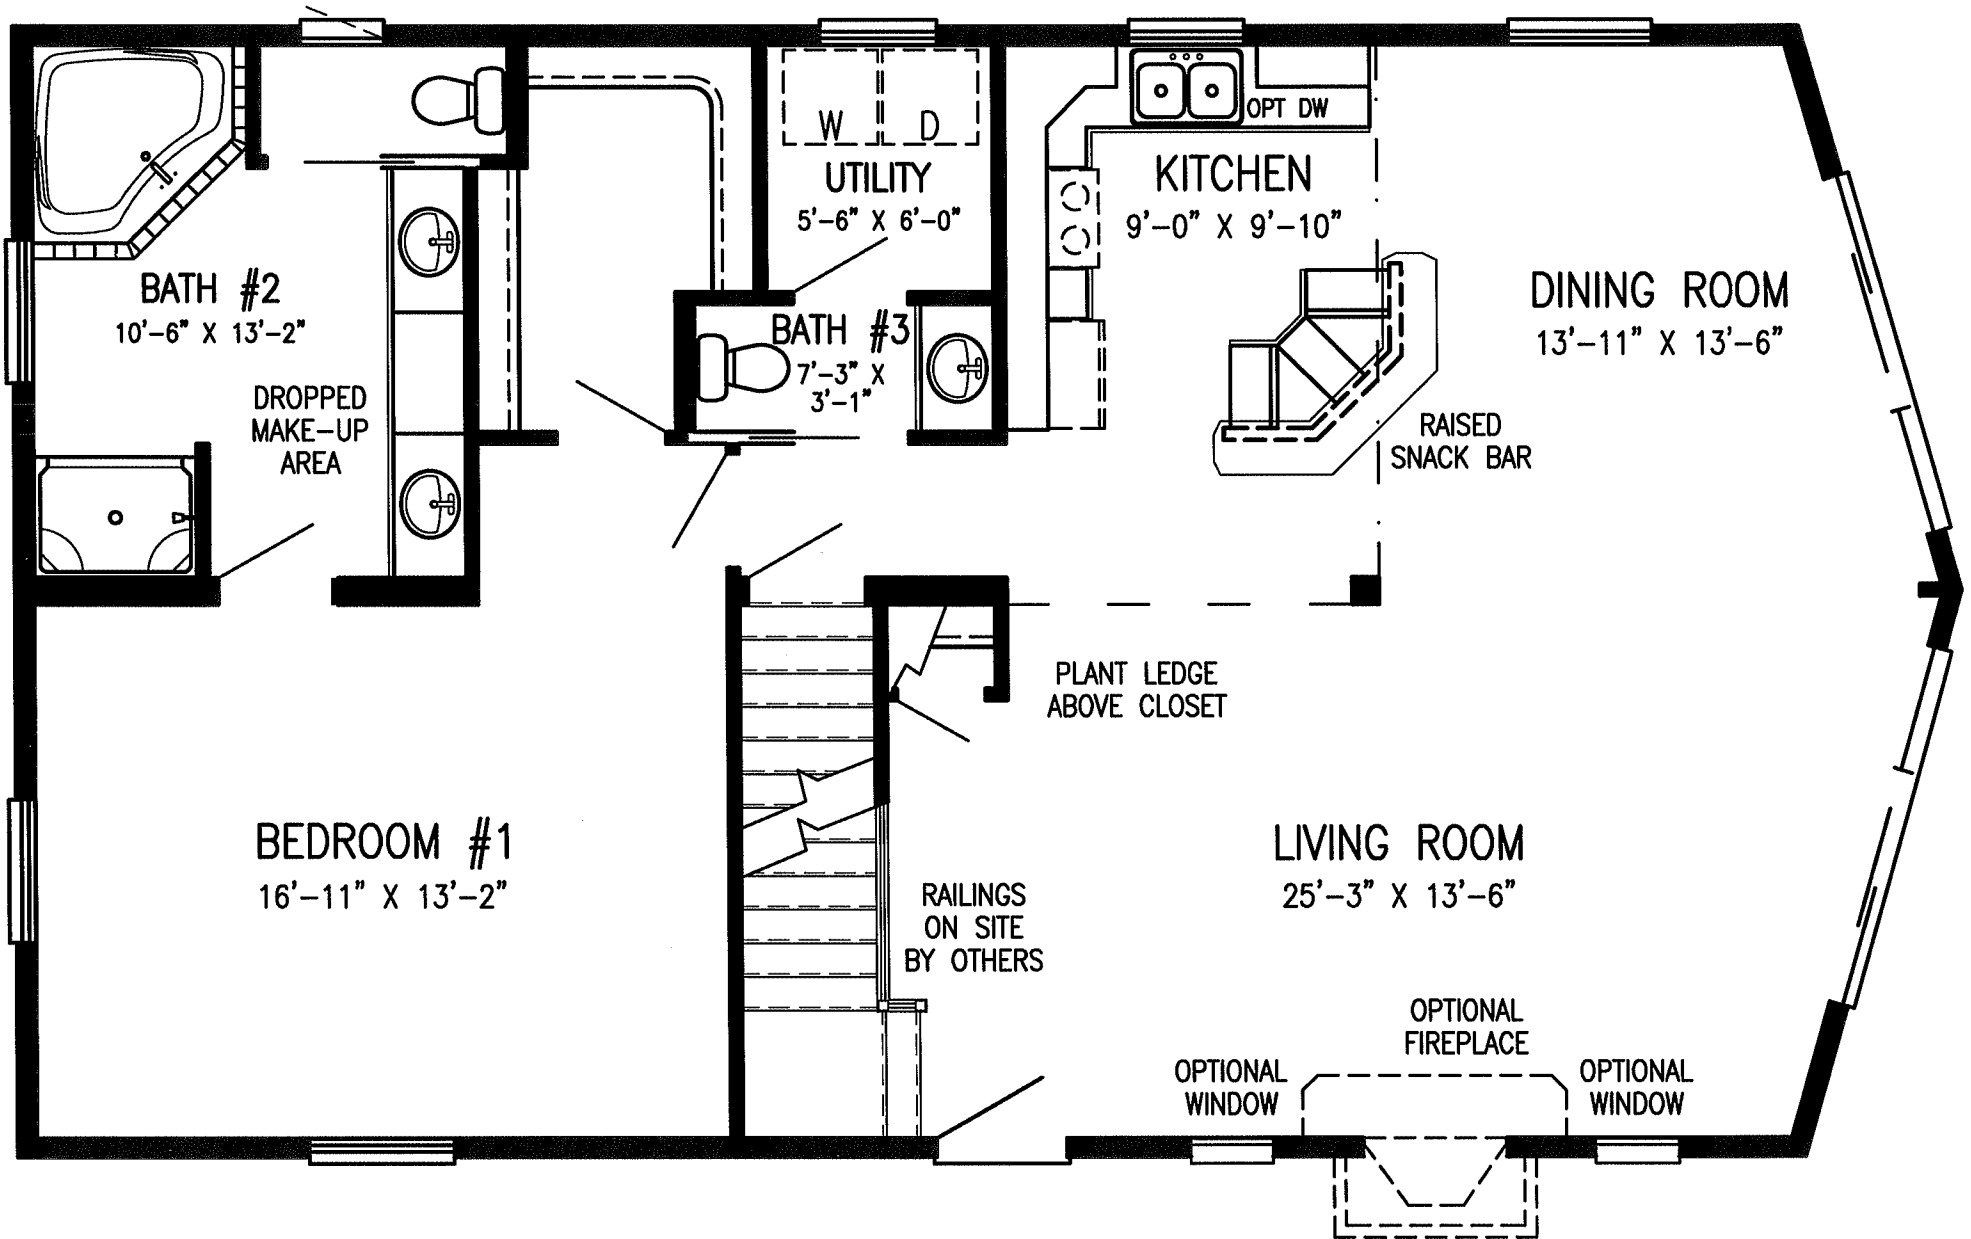 W
D
OPT DW
UTILITY
5'-6" X 6'-0"
KITCHEN
9'-0" X 9'-10"
BATH #2
10'-6" X 13'-2"
BATH #3
7'-3" X
3'-1"
DINING ROOM
13'-11" X 13'-6"
DROPPED
MAKE-UP
AREA
RAISED
SNACK BAR
PLANT LEDGE
ABOVE CLOSET
BEDROOM #1
16'-11" X 13'-2"
LIVING ROOM
25'-3" X 13'-6"
RAILINGS
ON SITE
BY OTHERS
OPTIONAL
FIREPLACE
OPTIONAL
WINDOW
OPTIONAL
WINDOW